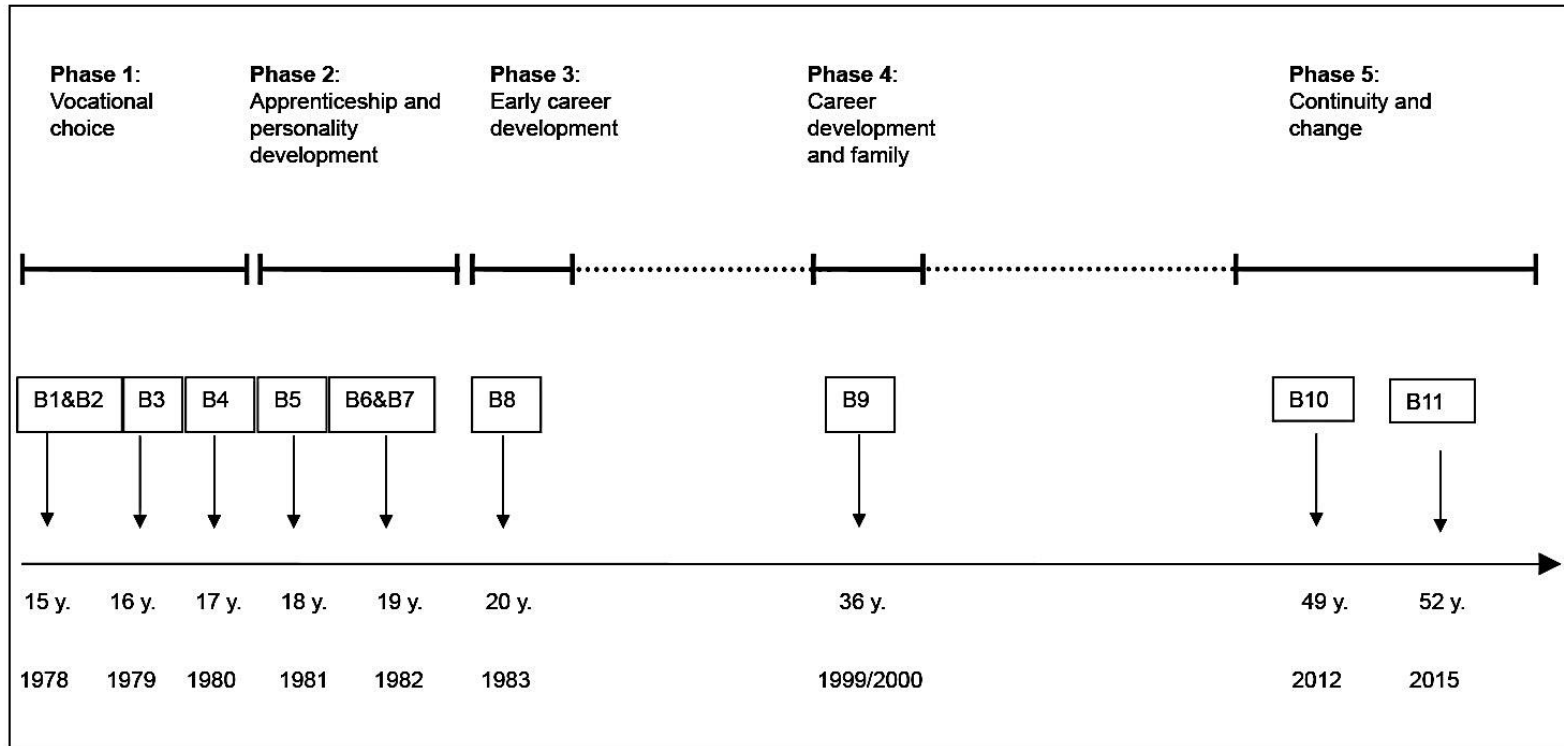 Phase 1:
Vocational
choice
Phase 2:
Apprenticeship and
personality
development
Phase 3:
Early career
development
Phase 4:
Career
development
and family
Phase 5:
Continuity and
change
B1&B2
B3
B4
B5
B6&B7
B8
B9
B10
B11
15 y.
16 y.
17 y.
18 y.
19 y.
20 y.
36 y.
49 y.
52 y.
1978
1979
1980
1981
1982
1983
1999/2000
2012
2015